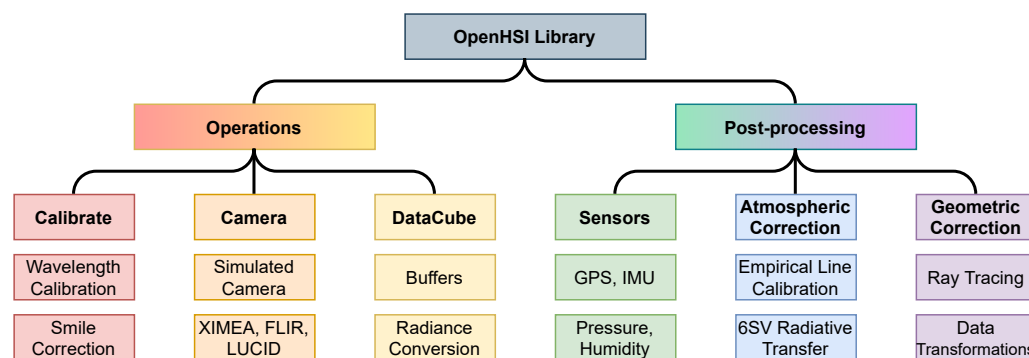 OpenHSI Library
Operations
Post-processing
Calibrate
Camera
DataCube
Sensors
Atmospheric
Correction
Geometric
Correction
Wavelength
Calibration
Simulated
Camera
Buffers
GPS, IMU
Empirical Line
Calibration
Ray Tracing
Smile
Correction
XIMEA, FLIR,
LUCID
Radiance
Conversion
Pressure,
Humidity
6SV Radiative
Transfer
Data
Transformations